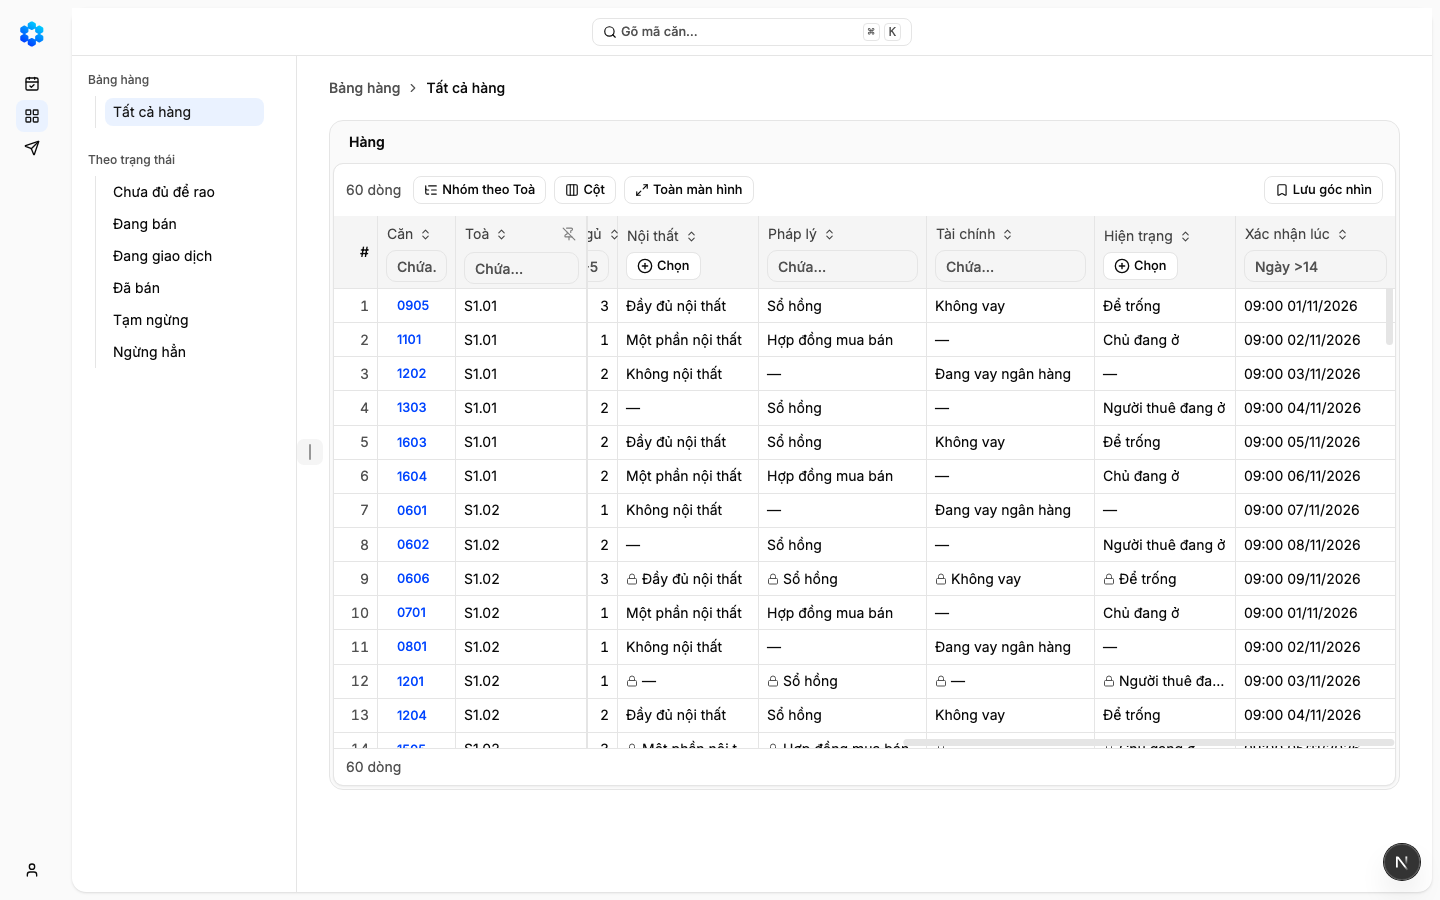 Gõ mã căn... ⌘ K
Bảng hàng
Tất cả hàng
Theo trạng thái
Chưa đủ để rao
Đang bán
Đang giao dịch
Đã bán
Tạm ngừng
Ngừng hẳn
Bảng hàng > Tất cả hàng
Hàng
60 dòng Nhóm theo Toà Cột Toàn màn hình Lưu góc nhìn
# Căn Toà gủ Nội thất Pháp lý Tài chính Hiện trạng Xác nhận lúc
Chứa. Chứa... -5 Chọn Chứa... Chứa... Chọn Ngày >14
1 0905 S1.01 3 Đầy đủ nội thất Sổ hồng Không vay Để trống 09:00 01/11/2026
2 1101 S1.01 1 Một phần nội thất Hợp đồng mua bán — Chủ đang ở 09:00 02/11/2026
3 1202 S1.01 2 Không nội thất — Đang vay ngân hàng — 09:00 03/11/2026
4 1303 S1.01 2 — Sổ hồng — Người thuê đang ở 09:00 04/11/2026
5 1603 S1.01 2 Đầy đủ nội thất Sổ hồng Không vay Để trống 09:00 05/11/2026
6 1604 S1.01 2 Một phần nội thất Hợp đồng mua bán — Chủ đang ở 09:00 06/11/2026
7 0601 S1.02 1 Không nội thất — Đang vay ngân hàng — 09:00 07/11/2026
8 0602 S1.02 2 — Sổ hồng — Người thuê đang ở 09:00 08/11/2026
9 0606 S1.02 3 Đầy đủ nội thất Sổ hồng Không vay Để trống 09:00 09/11/2026
10 0701 S1.02 1 Một phần nội thất Hợp đồng mua bán — Chủ đang ở 09:00 01/11/2026
11 0801 S1.02 1 Không nội thất — Đang vay ngân hàng — 09:00 02/11/2026
12 1201 S1.02 1 — Sổ hồng — Người thuê đa... 09:00 03/11/2026
13 1204 S1.02 2 Đầy đủ nội thất Sổ hồng Không vay Để trống 09:00 04/11/2026
60 dòng
N